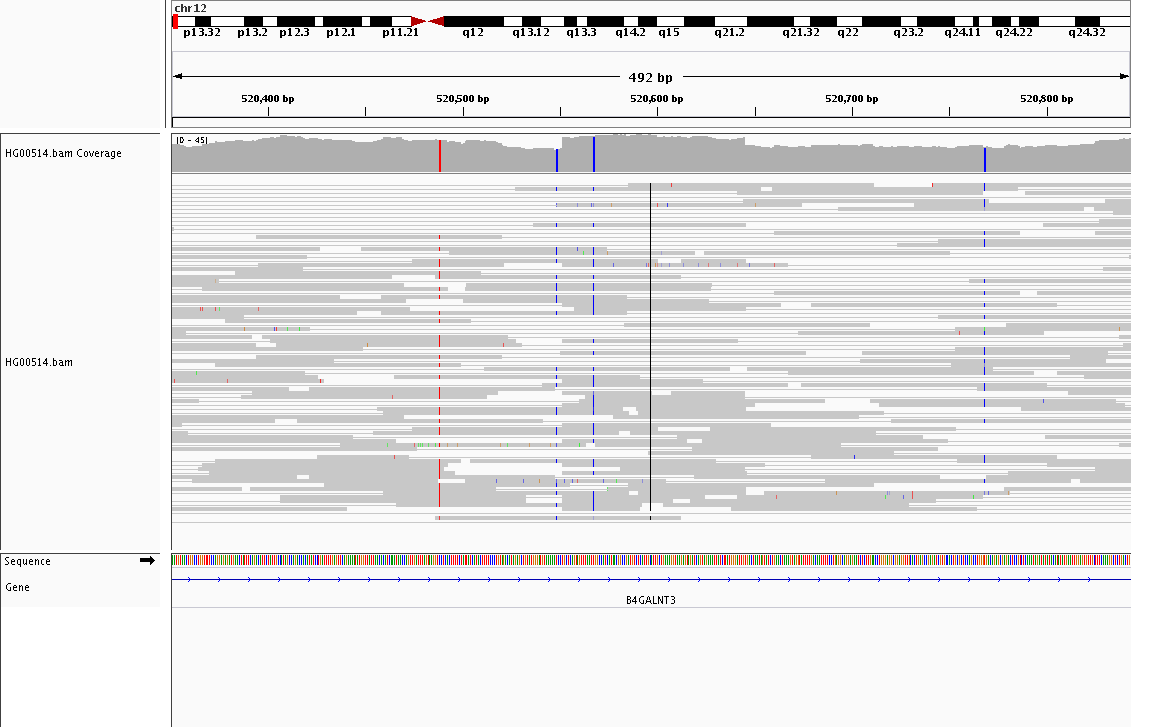 chr12
p13.32 p13.2 p12.3 p12.1 p11.21 q12 q13.12 q13.3 q14.2 q15 q21.2 q21.32 q22 q23.2 q24.11 q24.22 q24.32
492 bp
520,400 bp 520,500 bp 520,600 bp 520,700 bp 520,800 bp
[0 - 45]
HG00514.bam Coverage
HG00514.bam
Sequence
Gene
B4GALNT3